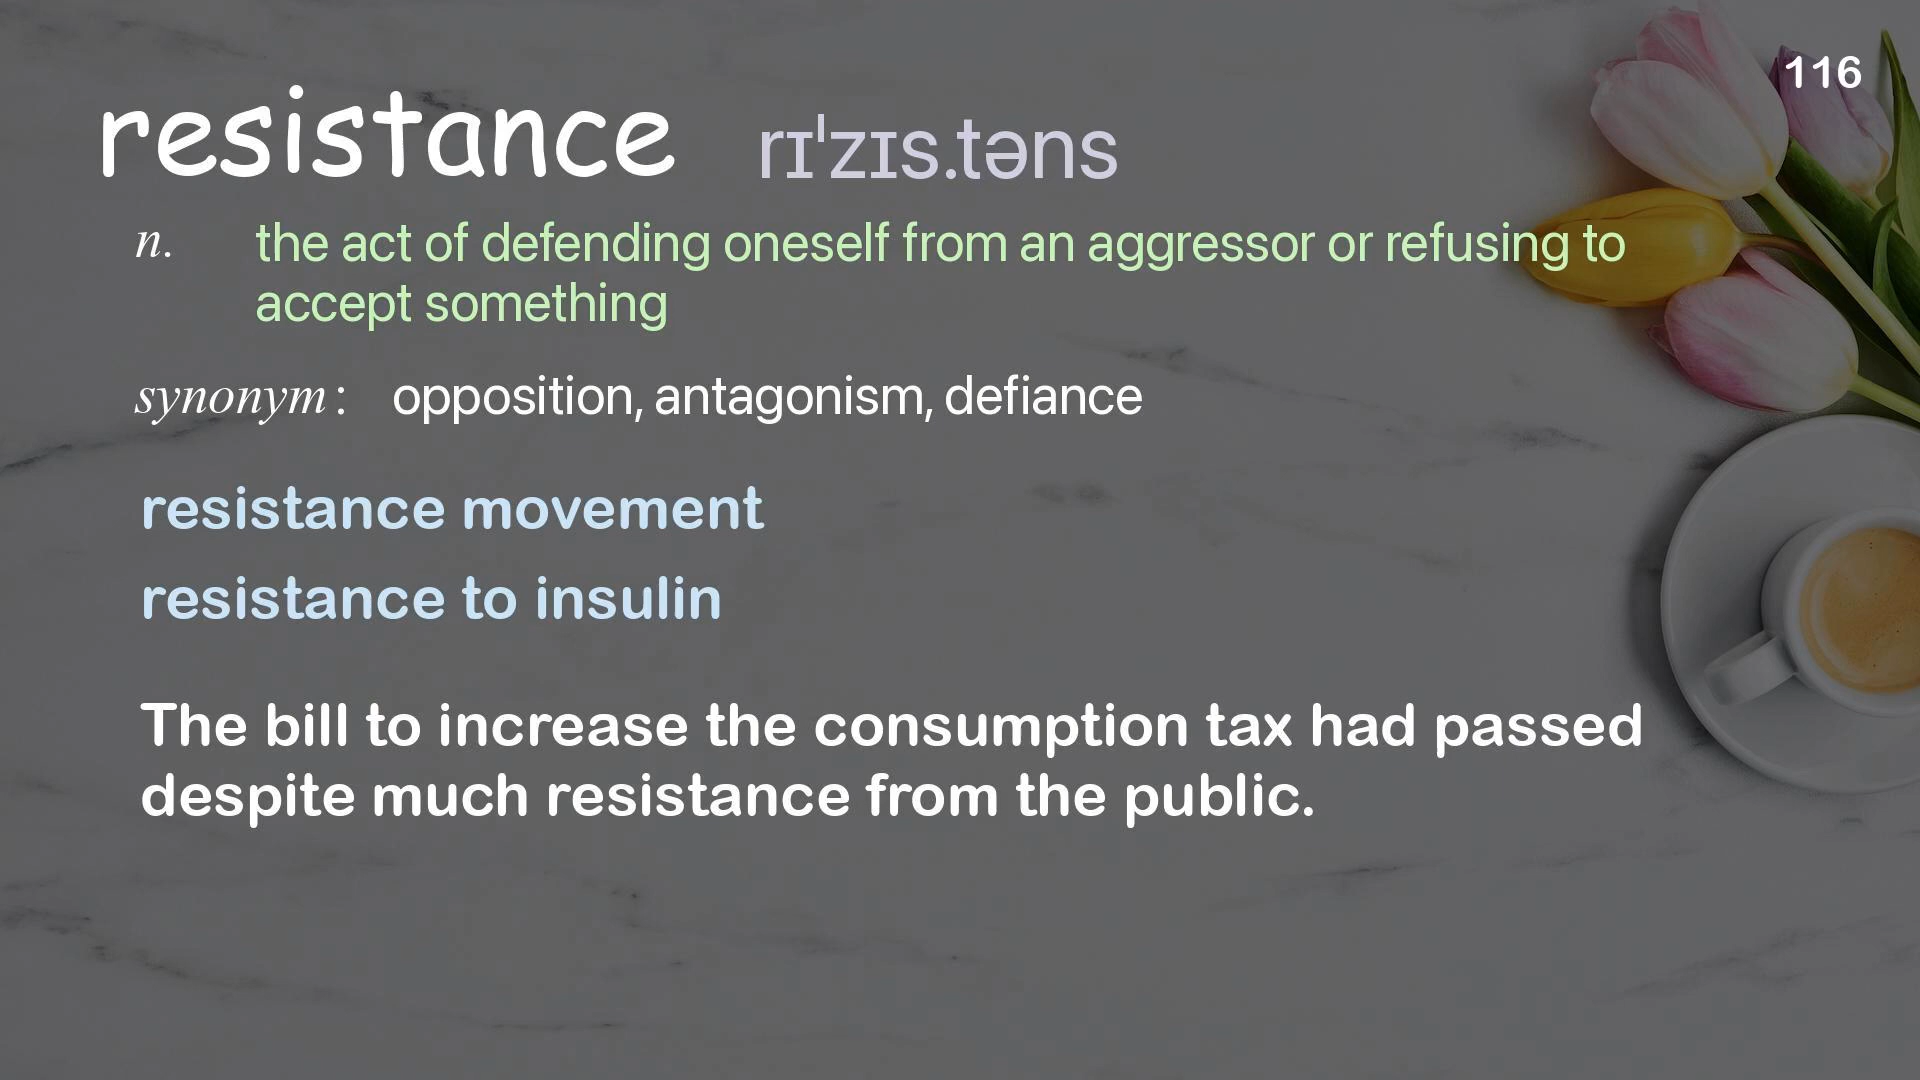 116
resistance rɪˈzɪs.təns
n. the act of defending oneself from an aggressor or refusing to
accept something
synonym: opposition, antagonism, defiance
resistance movement
resistance to insulin
The bill to increase the consumption tax had passed
despite much resistance from the public.